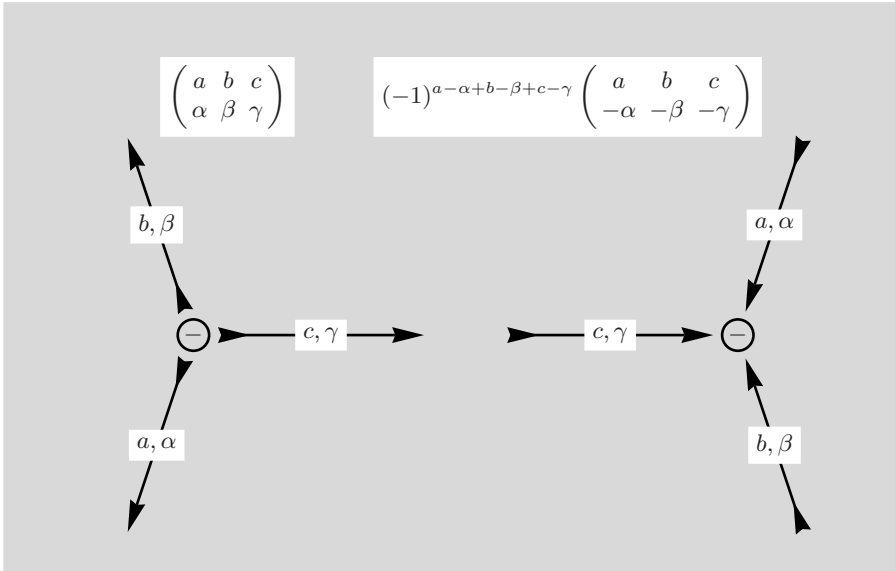 ( a b c
α β γ )
(−1)^{a−α+b−β+c−γ} ( a b c
−α −β −γ )
b, β
a, α
−
c, γ
c, γ
−
a, α
b, β